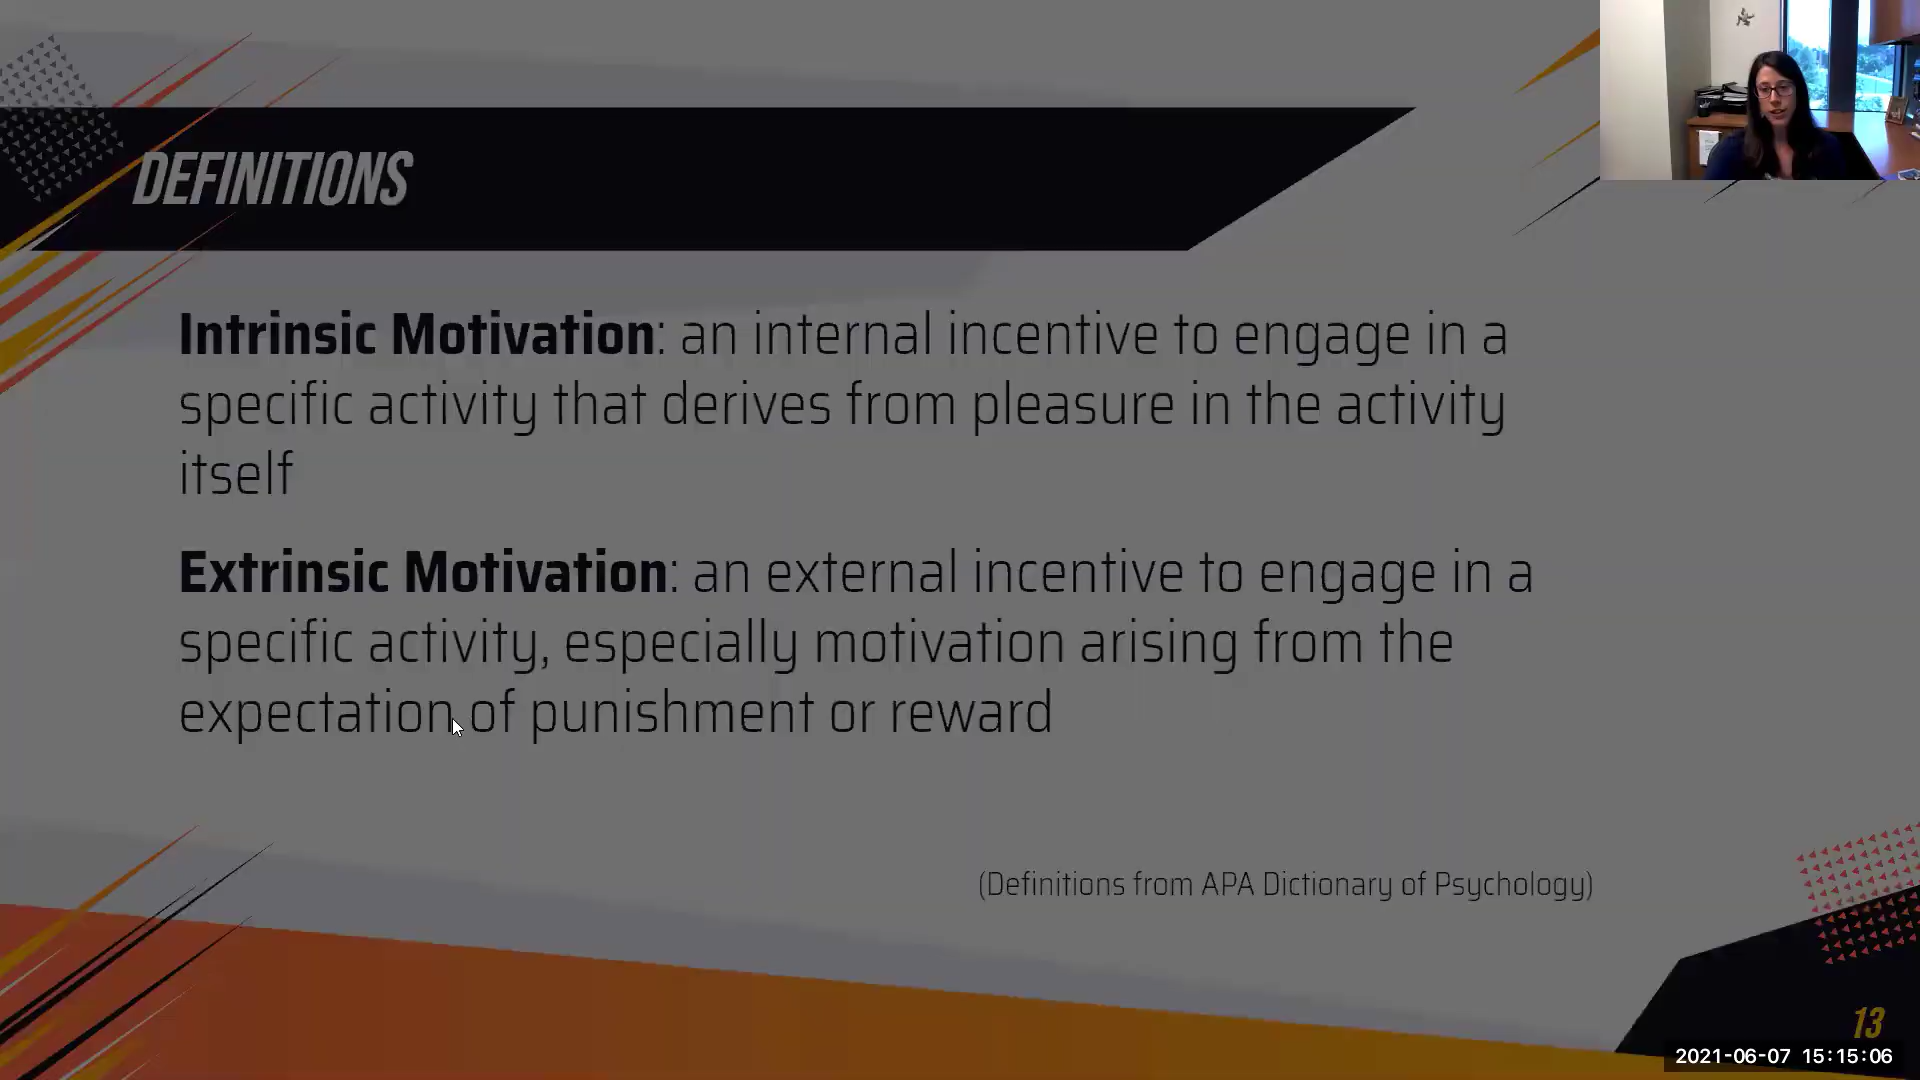 DEFINITIONS
Intrinsic Motivation: an internal incentive to engage in a
specific activity that derives from pleasure in the activity
itself
Extrinsic Motivation: an external incentive to engage in a
specific activity, especially motivation arising from the
expectation of punishment or reward
(Definitions from APA Dictionary of Psychology)
13
2021-06-07 15:15:06